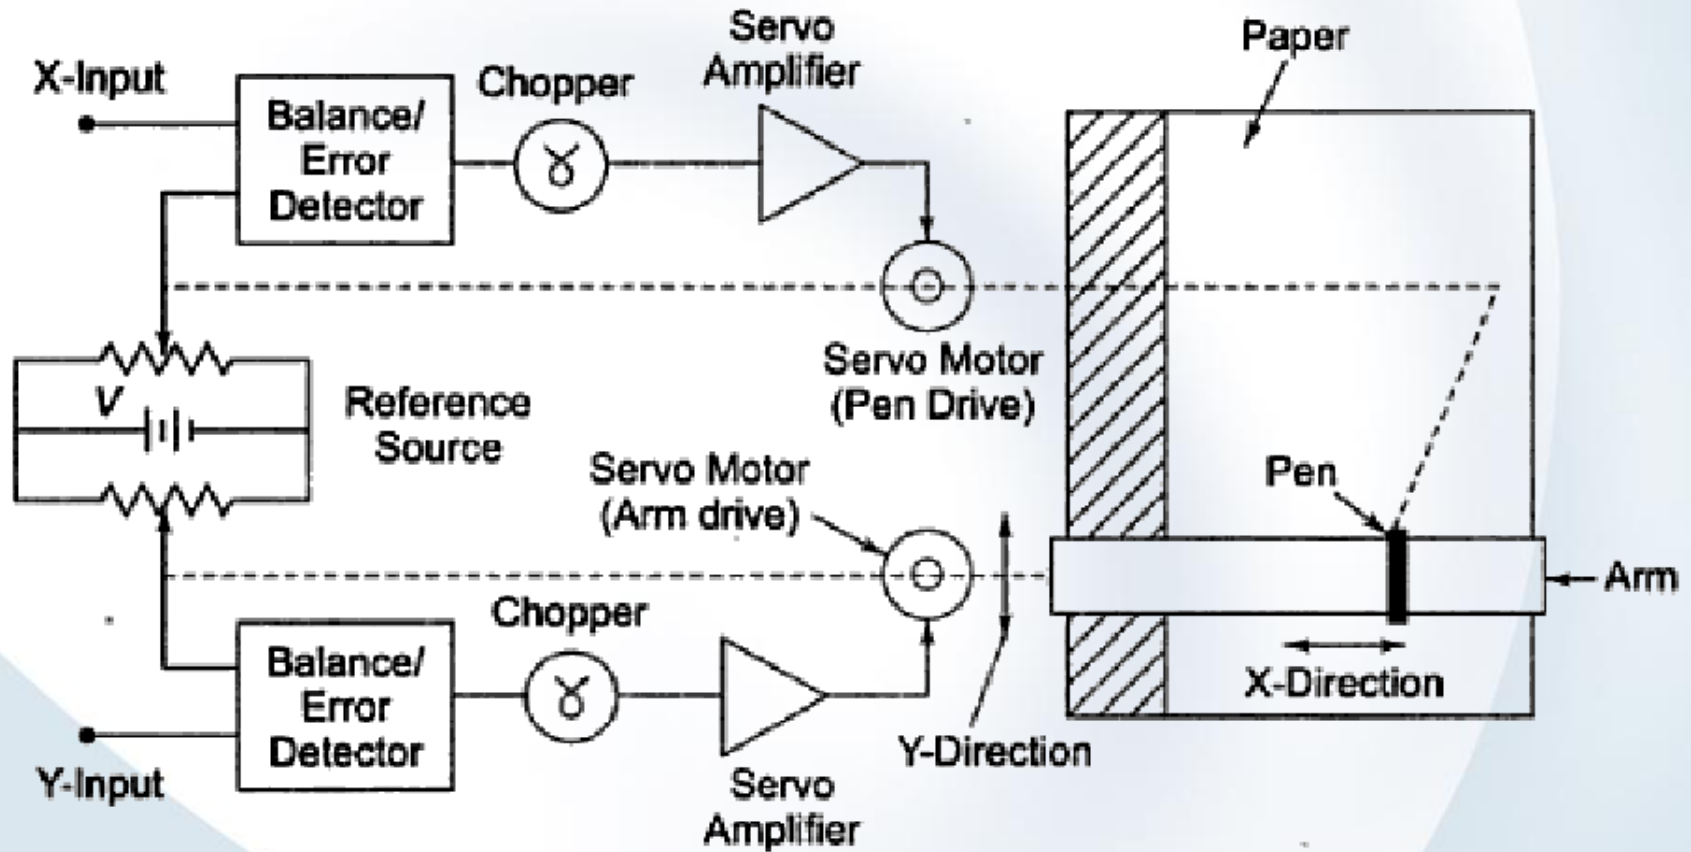 Servo
Amplifier
Paper
X-Input
Chopper
Balance/
Error
Detector
Servo Motor
(Pen Drive)
V
Reference
Source
Servo Motor
(Arm drive)
Pen
Arm
Chopper
X-Direction
Balance/
Error
Detector
Y-Direction
Y-Input
Servo
Amplifier